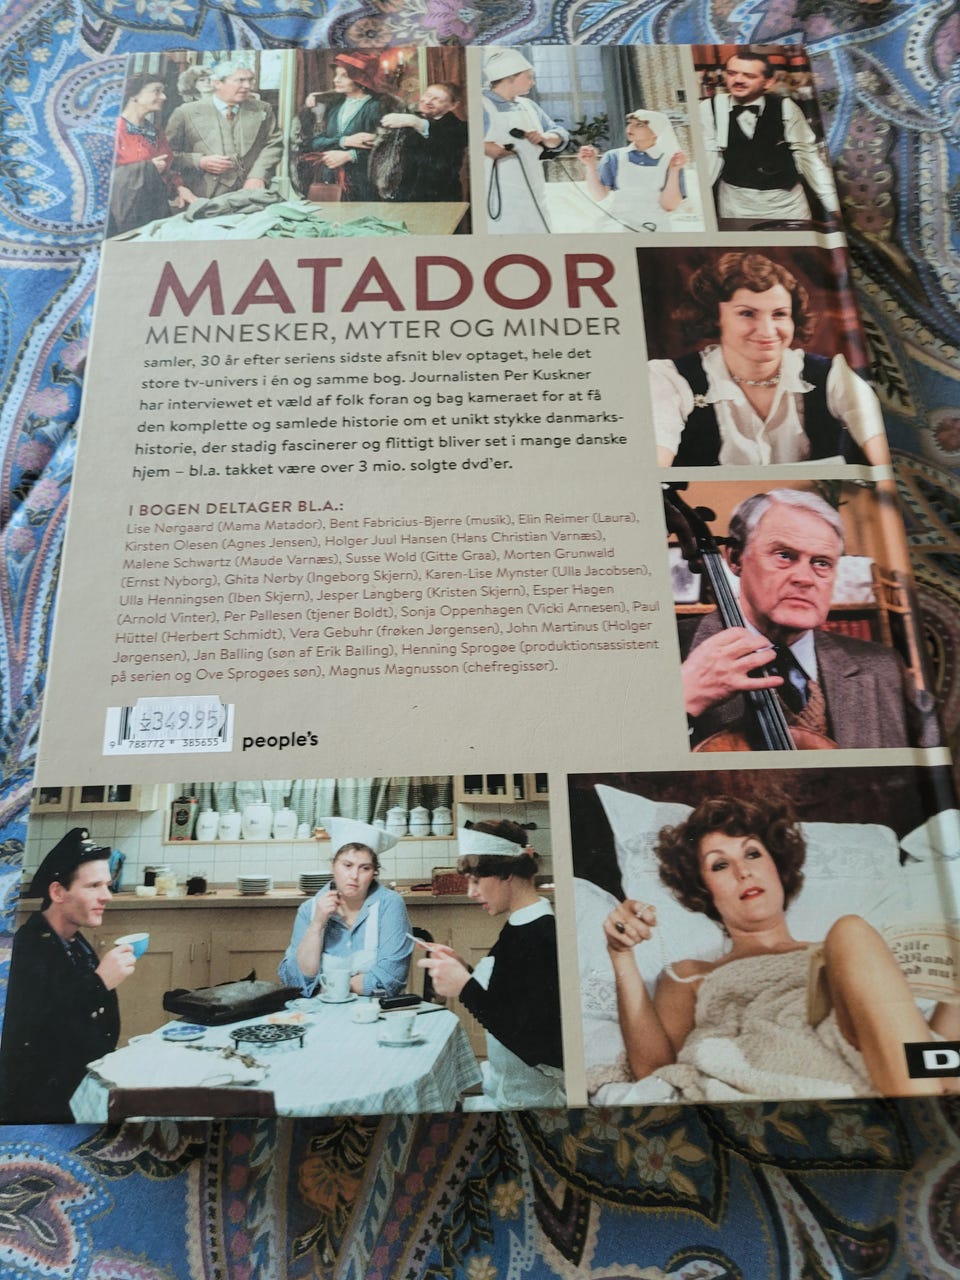 MATADOR
MENNESKER, MYTER OG MINDER
samler, 30 år efter seriens sidste afsnit blev optaget, hele det
store tv-univers i én og samme bog. Journalisten Per Kuskner
har interviewet et væld af folk foran og bag kameraet for at få
den komplette og samlede historie om et unikt stykke danmarks-
historie, der stadig fascinerer og flittigt bliver set i mange danske
hjem – bl.a. takket være over 3 mio. solgte dvd'er.
I BOGEN DELTAGER BL.A.:
Lise Nørgaard (Mama Matador), Bent Fabricius-Bjerre (musik), Elin Reimer (Laura),
Kirsten Olesen (Agnes Jensen), Holger Juul Hansen (Hans Christian Varnæs),
Malene Schwartz (Maude Varnæs), Susse Wold (Gitte Graa), Morten Grunwald
(Ernst Nyborg), Ghita Nørby (Ingeborg Skjern), Karen-Lise Mynster (Ulla Jacobsen),
Ulla Henningsen (Iben Skjern), Jesper Langberg (Kristen Skjern), Esper Hagen
(Arnold Vinter), Per Pallesen (tjener Boldt), Sonja Oppenhagen (Vicki Arnesen), Paul
Hüttel (Herbert Schmidt), Vera Gebuhr (frøken Jørgensen), John Martinus (Holger
Jørgensen), Jan Balling (søn af Erik Balling), Henning Sprogøe (produktionsassistent
på serien og Ove Sprogøes søn), Magnus Magnusson (chefregissør).
349.95
9 788772 385655
people's
Lille
Mand
nu
D